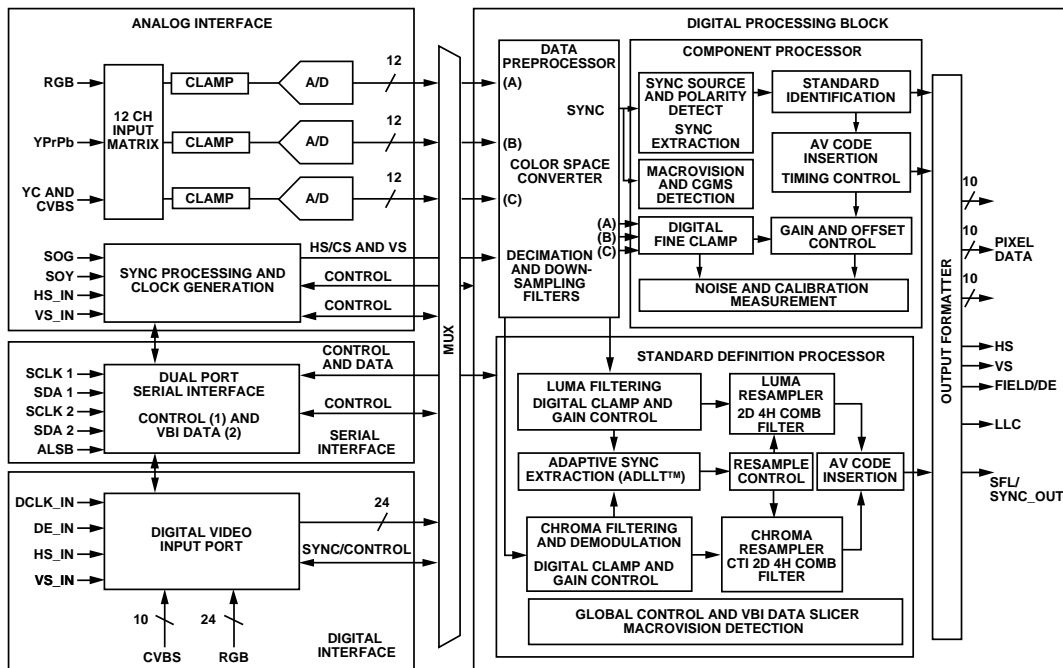 ANALOG INTERFACE
RGB
YPrPb
YC AND
CVBS
12 CH
INPUT
MATRIX
CLAMP
A/D
12
CLAMP
A/D
12
CLAMP
A/D
12
SOG
SOY
HS_IN
VS_IN
SYNC PROCESSING AND
CLOCK GENERATION
HS/CS AND VS
CONTROL
CONTROL
SCLK 1
SDA 1
SCLK 2
SDA 2
ALSB
DUAL PORT
SERIAL INTERFACE
CONTROL (1) AND
VBI DATA (2)
CONTROL
AND DATA
CONTROL
SERIAL
INTERFACE
DCLK_IN
DE_IN
HS_IN
VS_IN
DIGITAL VIDEO
INPUT PORT
24
SYNC/CONTROL
10
24
CVBS
RGB
DIGITAL
INTERFACE
MUX
DIGITAL PROCESSING BLOCK
DATA
PREPROCESSOR
(A)
SYNC
(B)
COLOR SPACE
CONVERTER
(C)
(A)
(B)
(C)
DECIMATION
AND DOWN-
SAMPLING
FILTERS
COMPONENT PROCESSOR
SYNC SOURCE
AND POLARITY
DETECT
SYNC
EXTRACTION
STANDARD
IDENTIFICATION
MACROVISION
AND CGMS
DETECTION
AV CODE
INSERTION
TIMING CONTROL
DIGITAL
FINE CLAMP
GAIN AND OFFSET
CONTROL
NOISE AND CALIBRATION
MEASUREMENT
STANDARD DEFINITION PROCESSOR
LUMA FILTERING
DIGITAL CLAMP AND
GAIN CONTROL
LUMA
RESAMPLER
2D 4H COMB
FILTER
ADAPTIVE SYNC
EXTRACTION (ADLLT™)
RESAMPLE
CONTROL
AV CODE
INSERTION
CHROMA FILTERING
AND DEMODULATION
DIGITAL CLAMP AND
GAIN CONTROL
CHROMA
RESAMPLER
CTI 2D 4H COMB
FILTER
GLOBAL CONTROL AND VBI DATA SLICER
MACROVISION DETECTION
OUTPUT FORMATTER
10
10
PIXEL
DATA
10
HS
VS
FIELD/DE
LLC
SFL/
SYNC_OUT